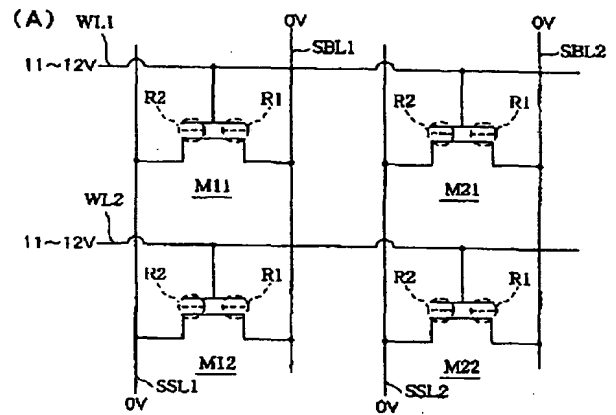 (A)
WL1
0V
SBL1
0V
SBL2
11~12V
R2
R1
R2
R1
M11
M21
WL2
11~12V
R2
R1
R2
R1
M12
M22
SSL1
SSL2
0V
0V